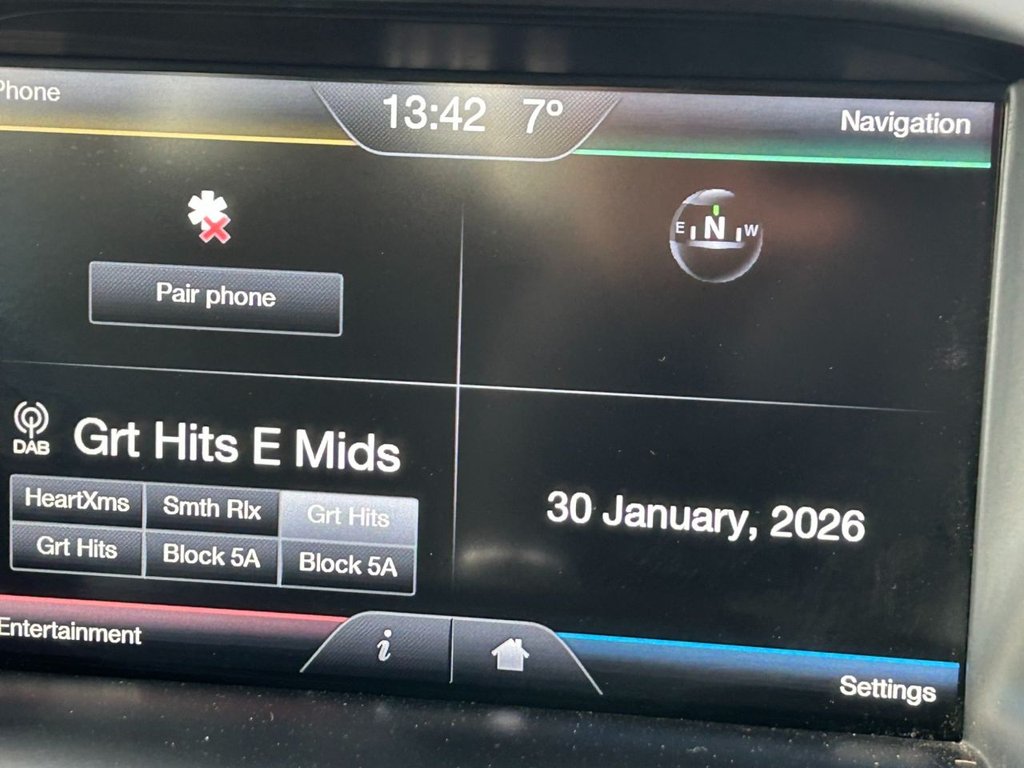 Phone
13:42 7º
Navigation
E N W
Pair phone
DAB
Grt Hits E Mids
HeartXms Smth Rlx Grt Hits
Grt Hits Block 5A Block 5A
30 January, 2026
Entertainment
i
Settings